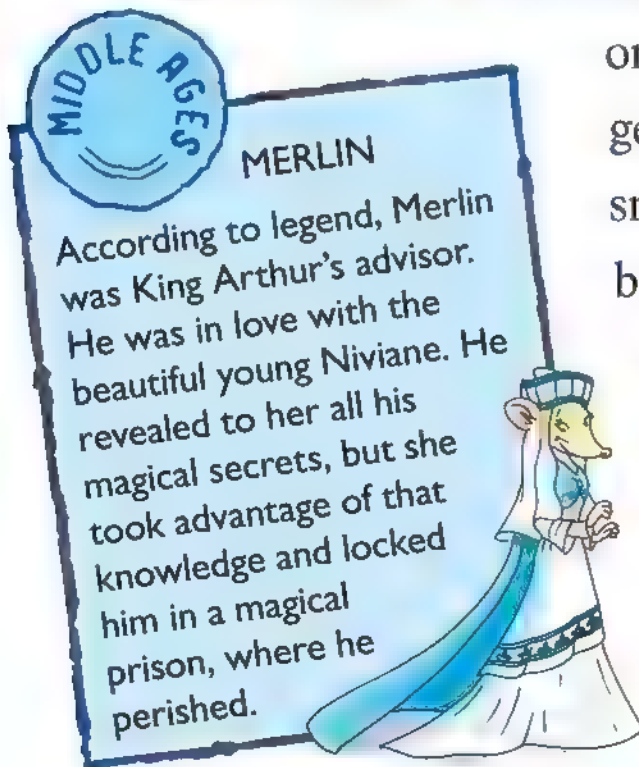 MIDDLE AGES
MERLIN
According to legend, Merlin
was King Arthur's advisor.
He was in love with the
beautiful young Niviane. He
revealed to her all his
magical secrets, but she
took advantage of that
knowledge and locked
him in a magical
prison, where he
perished.